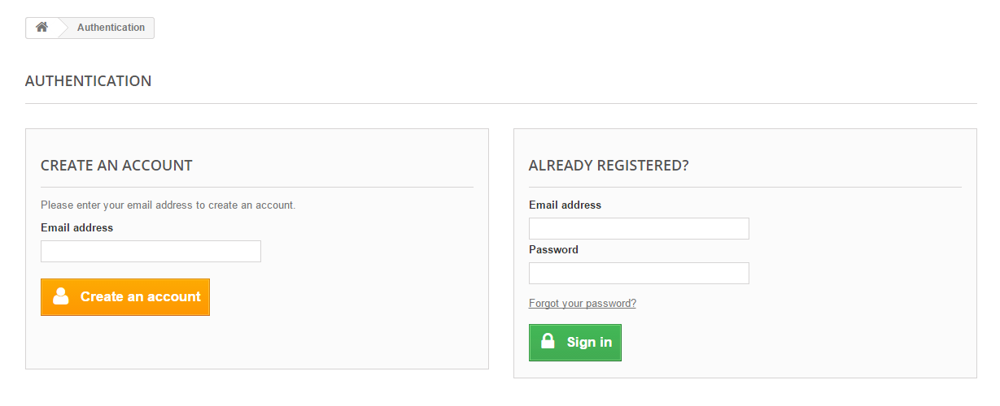 Authentication
AUTHENTICATION
CREATE AN ACCOUNT
Please enter your email address to create an account.
Email address
Create an account
ALREADY REGISTERED?
Email address
Password
Forgot your password?
Sign in